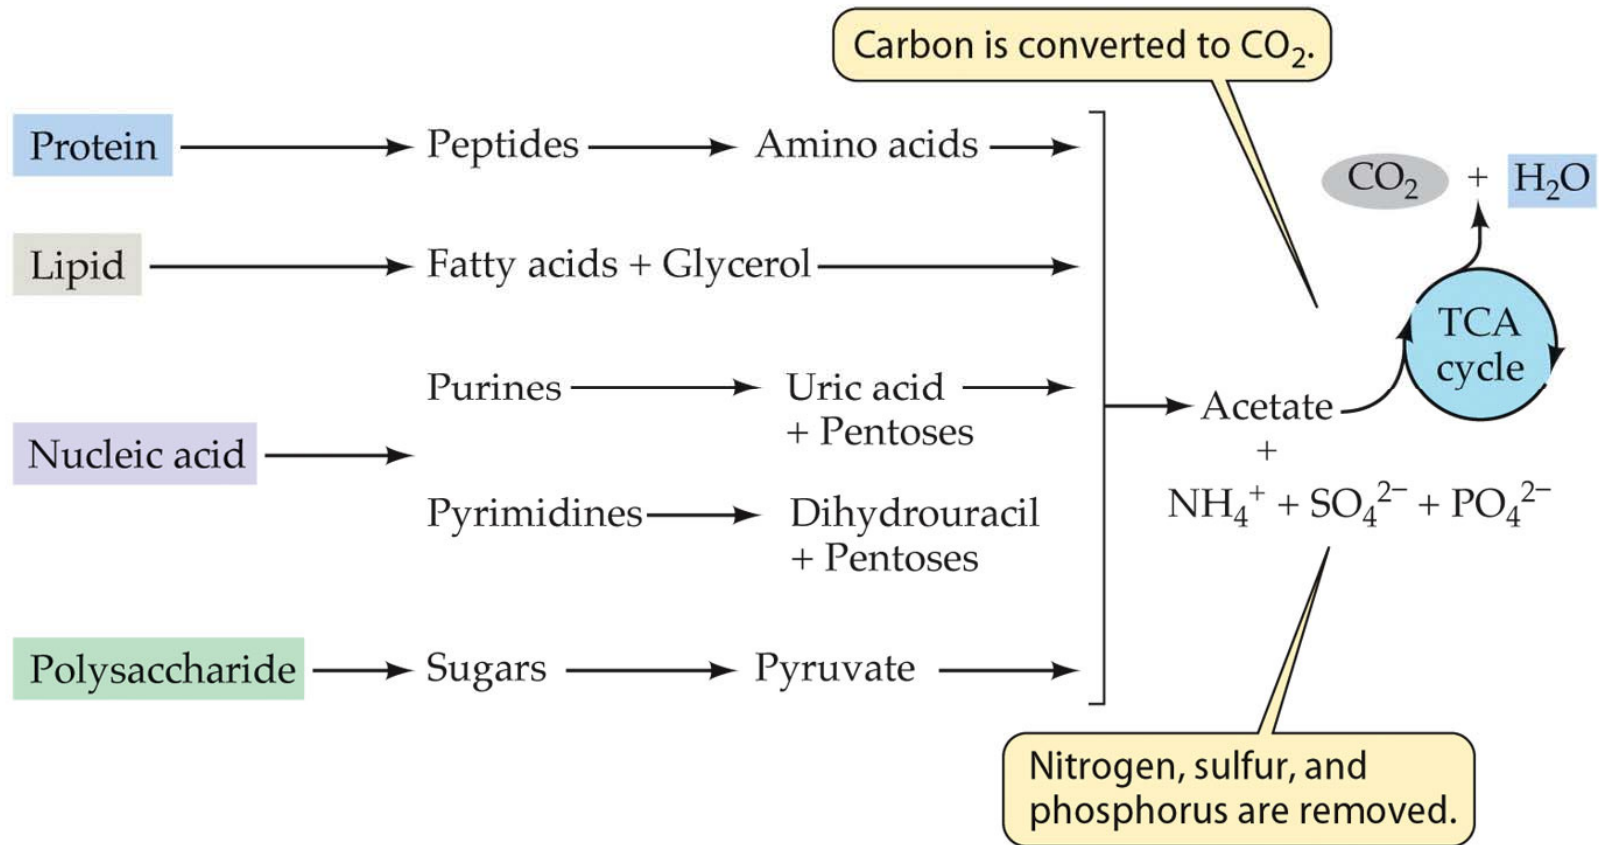 Carbon is converted to CO₂.
Protein
Peptides
Amino acids
CO₂ + H₂O
Lipid
Fatty acids + Glycerol
TCA
cycle
Purines
Uric acid
+ Pentoses
Acetate
+
NH₄⁺ + SO₄²⁻ + PO₄²⁻
Nucleic acid
Pyrimidines
Dihydrouracil
+ Pentoses
Polysaccharide
Sugars
Pyruvate
Nitrogen, sulfur, and
phosphorus are removed.